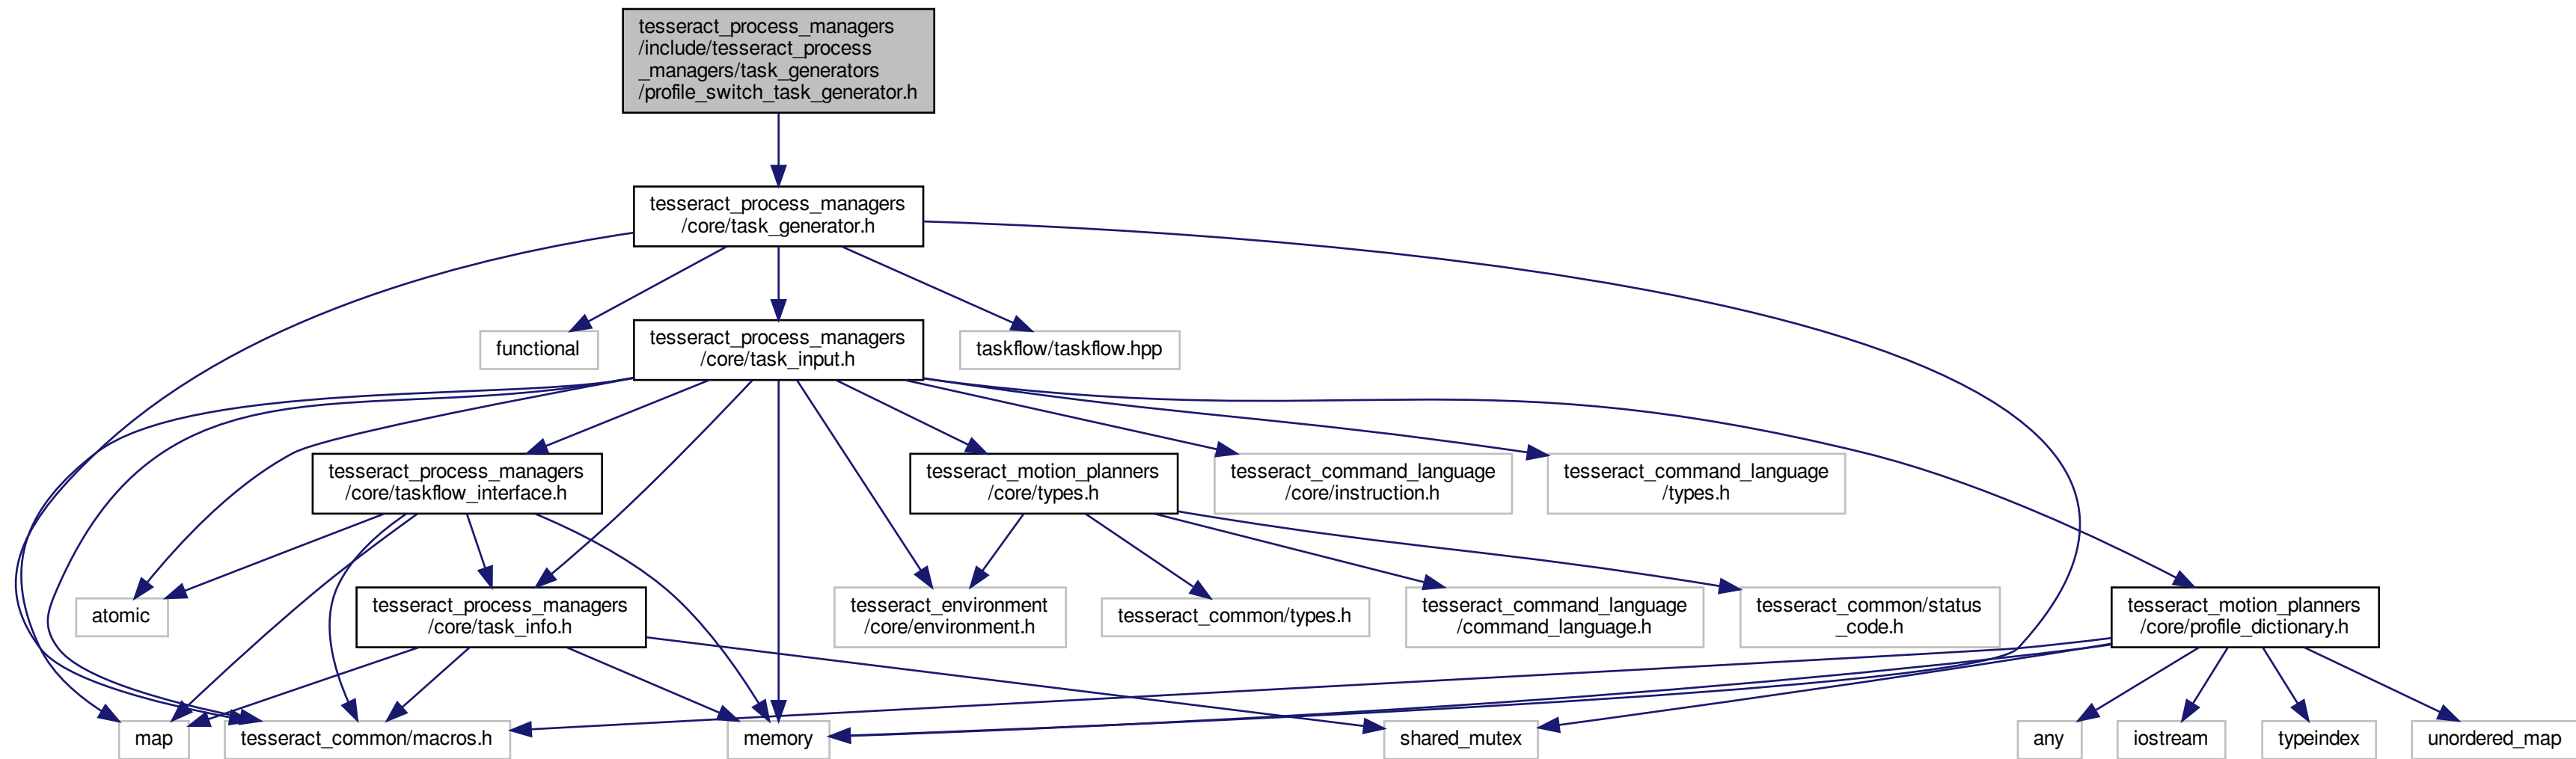 tesseract_process_managers
/include/tesseract_process
_managers/task_generators
/profile_switch_task_generator.h
tesseract_process_managers
/core/task_generator.h
functional
tesseract_process_managers
/core/task_input.h
taskflow/taskflow.hpp
tesseract_process_managers
/core/taskflow_interface.h
tesseract_motion_planners
/core/types.h
tesseract_command_language
/core/instruction.h
tesseract_command_language
/types.h
atomic
tesseract_process_managers
/core/task_info.h
tesseract_environment
/core/environment.h
tesseract_common/types.h
tesseract_command_language
/command_language.h
tesseract_common/status
_code.h
tesseract_motion_planners
/core/profile_dictionary.h
map
tesseract_common/macros.h
memory
shared_mutex
any
iostream
typeindex
unordered_map